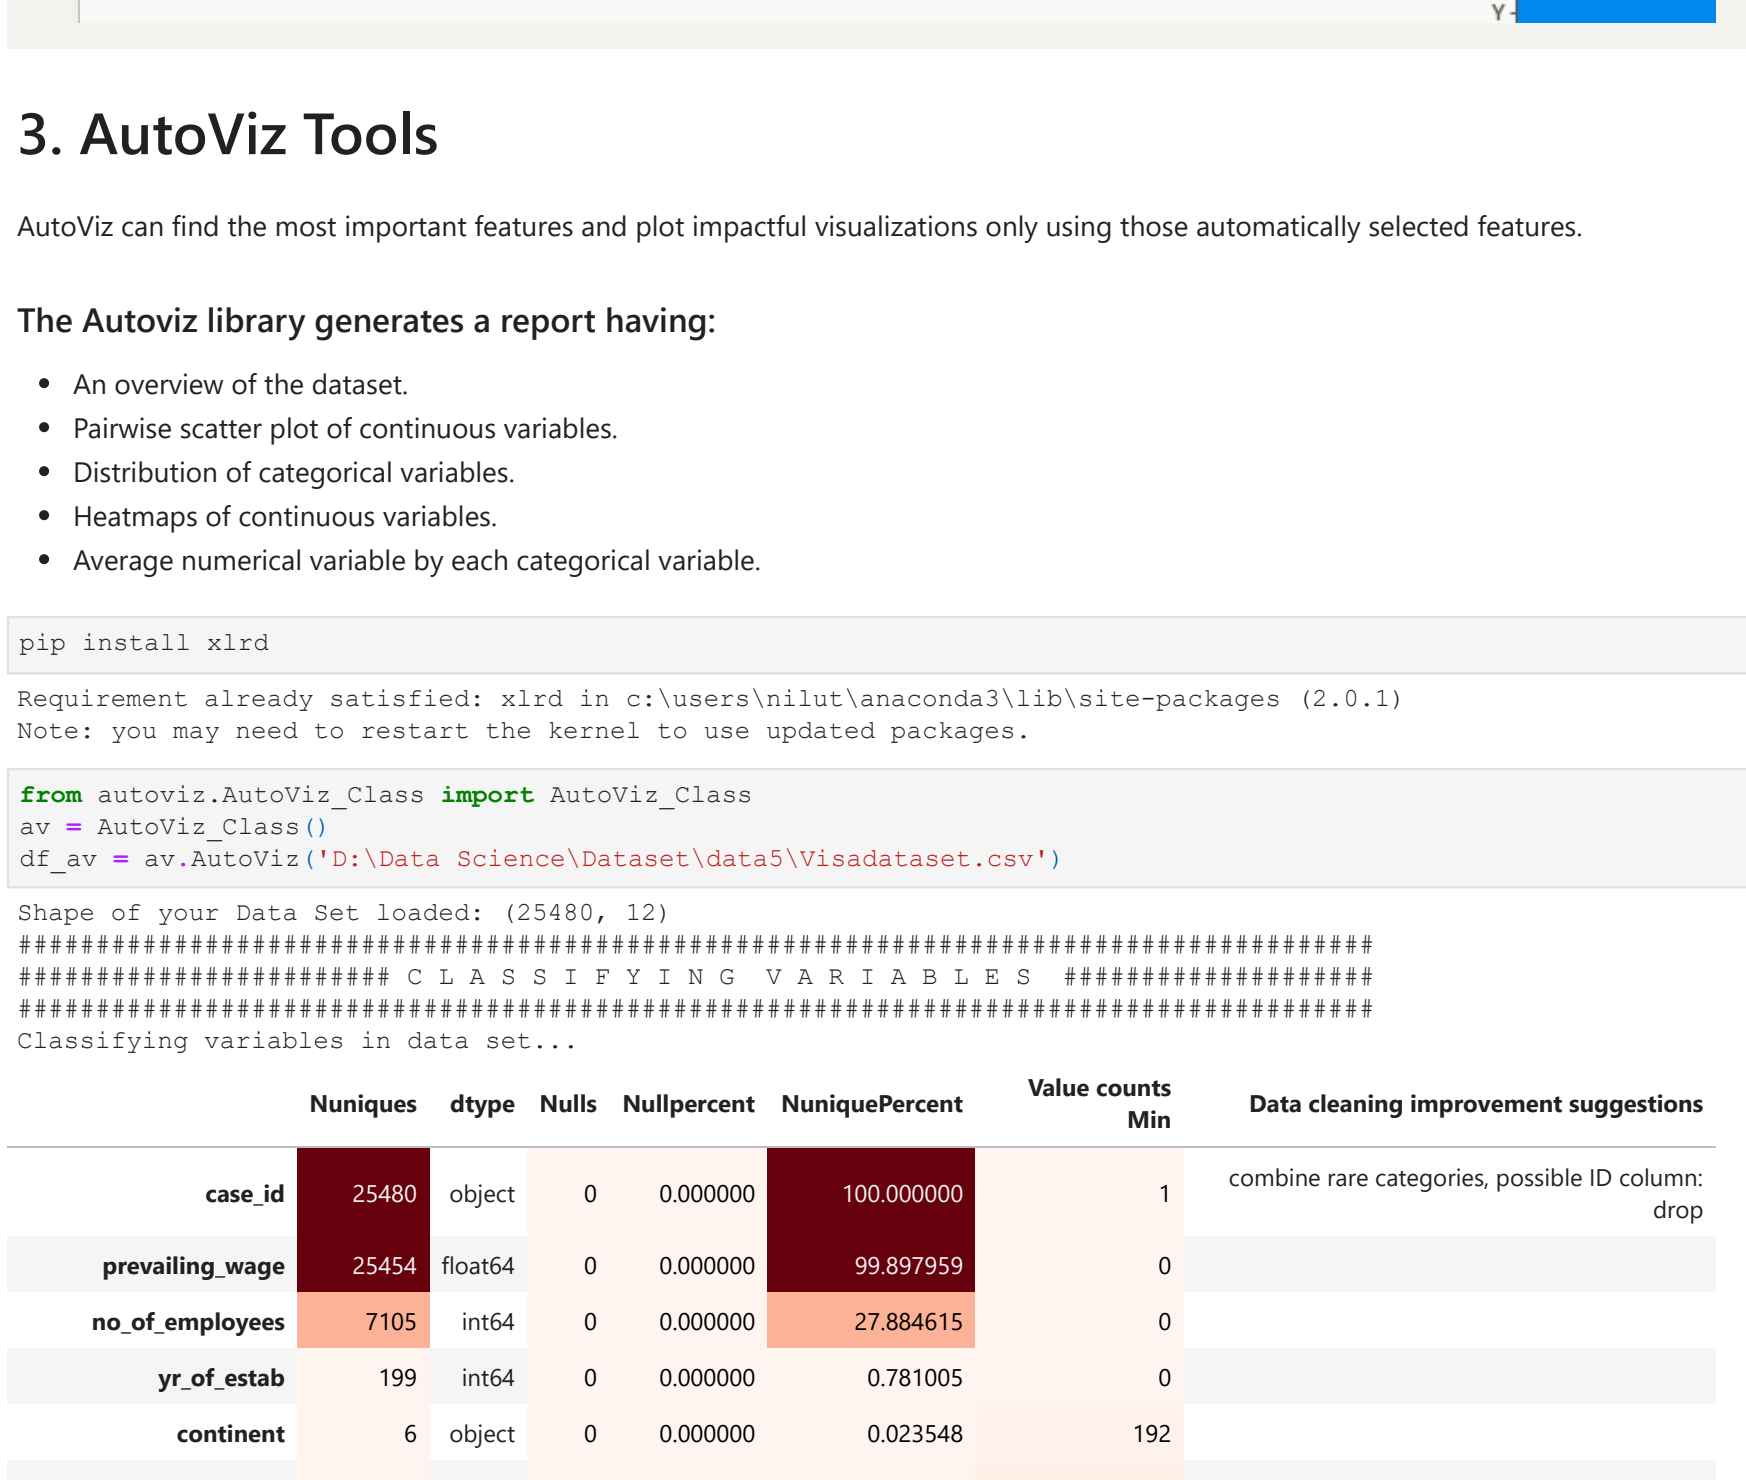 Y
3. AutoViz Tools
AutoViz can find the most important features and plot impactful visualizations only using those automatically selected features.
The Autoviz library generates a report having:
• An overview of the dataset.
• Pairwise scatter plot of continuous variables.
• Distribution of categorical variables.
• Heatmaps of continuous variables.
• Average numerical variable by each categorical variable.
pip install xlrd
Requirement already satisfied: xlrd in c:\users\nilut\anaconda3\lib\site-packages (2.0.1)
Note: you may need to restart the kernel to use updated packages.
from autoviz.AutoViz_Class import AutoViz_Class
av = AutoViz_Class()
df_av = av.AutoViz('D:\Data Science\Dataset\data5\Visadataset.csv')
Shape of your Data Set loaded: (25480, 12)
#######################################################################################
######################## C L A S S I F Y I N G  V A R I A B L E S  ####################
#######################################################################################
Classifying variables in data set...
Nuniques dtype Nulls Nullpercent NuniquePercent Value counts Min Data cleaning improvement suggestions
case_id 25480 object 0 0.000000 100.000000 1 combine rare categories, possible ID column: drop
prevailing_wage 25454 float64 0 0.000000 99.897959 0
no_of_employees 7105 int64 0 0.000000 27.884615 0
yr_of_estab 199 int64 0 0.000000 0.781005 0
continent 6 object 0 0.000000 0.023548 192